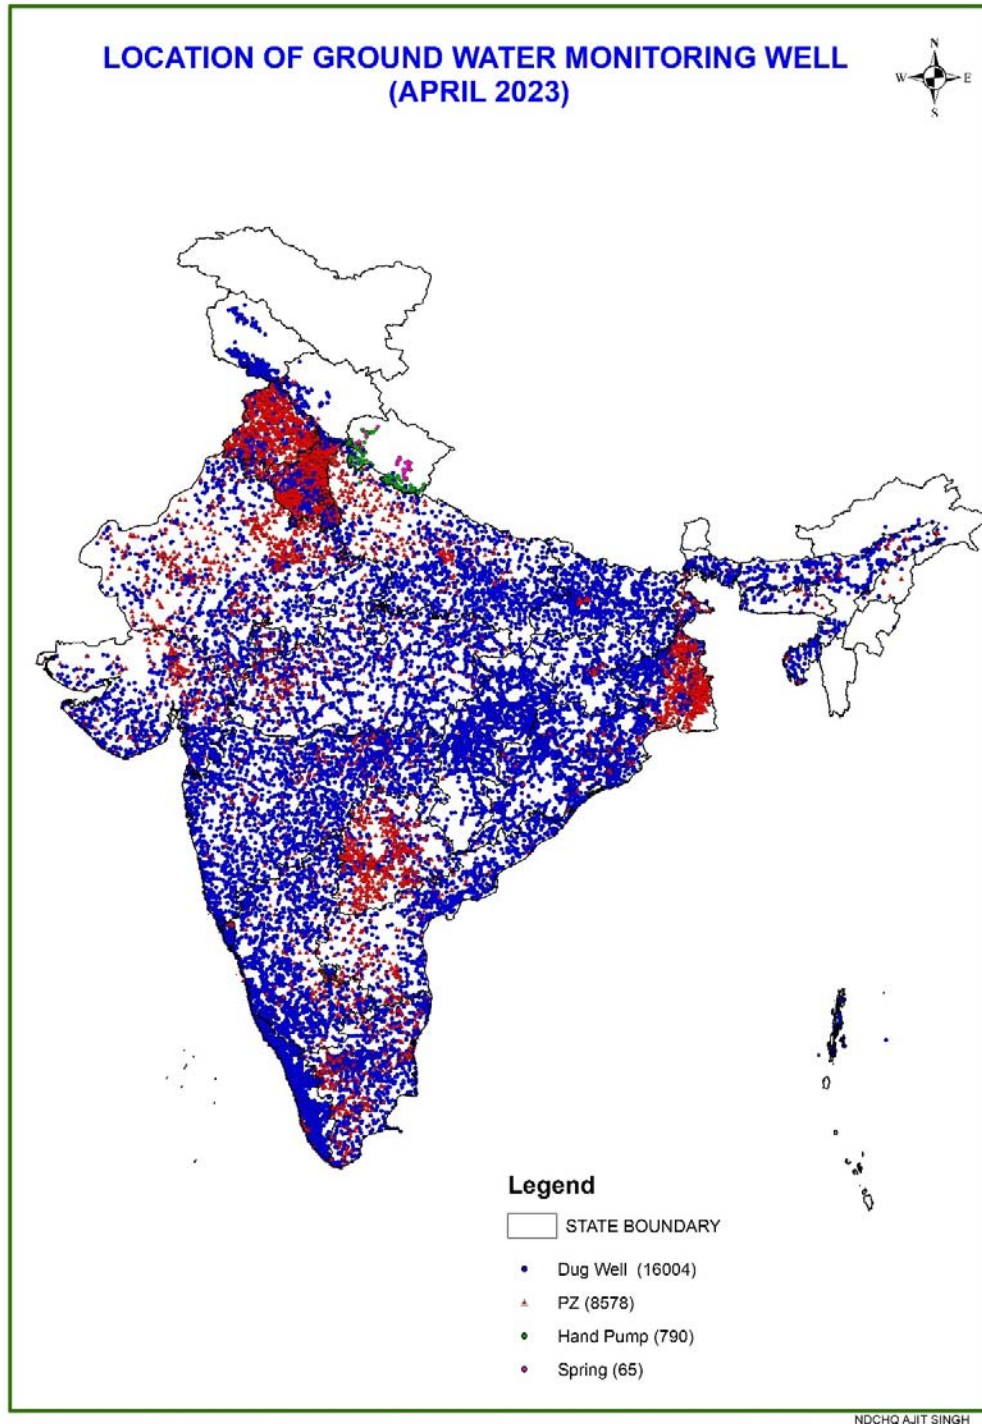 LOCATION OF GROUND WATER MONITORING WELL
(APRIL 2023)
N
W E
S
Legend
STATE BOUNDARY
Dug Well (16004)
PZ (8578)
Hand Pump (790)
Spring (65)
NDCHQ AJIT SINGH